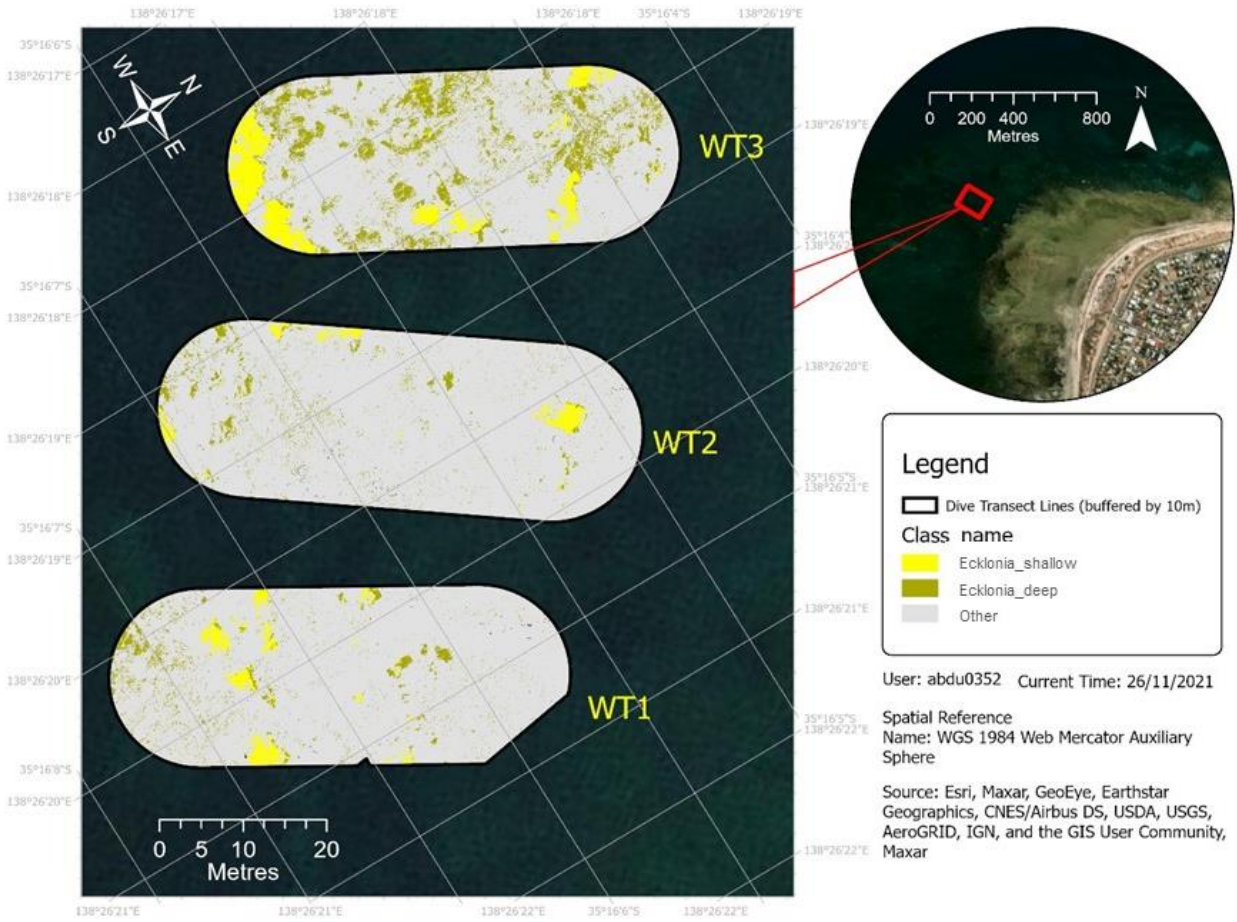 138°26'17"E
138°26'18"E
138°26'18"E
35°16'4"S
138°26'19"E
35°16'6"S
138°26'17"E
W
N
S
E
WT3
138°26'19"E
N
0 200 400 800
Metres
138°26'18"E
35°16'4"
35°16'7"S
138°26'18"E
138°26'20"E
138°26'19"E
WT2
35°16'5"S
138°26'21"E
Legend
Dive Transect Lines (buffered by 10m)
Class name
Ecklonia_shallow
Ecklonia_deep
Other
35°16'7"S
138°26'19"E
138°26'21"E
138°26'20"E
WT1
User: abdu0352 Current Time: 26/11/2021
35°16'5"S
138°26'22"E
Spatial Reference
Name: WGS 1984 Web Mercator Auxiliary
Sphere
35°16'8"S
138°26'20"E
Source: Esri, Maxar, GeoEye, Earthstar
Geographics, CNES/Airbus DS, USDA, USGS,
AeroGRID, IGN, and the GIS User Community,
Maxar
0 5 10 20
Metres
138°26'22"E
138°26'21"E
138°26'21"E
138°26'22"E
35°16'6"S
138°26'22"E